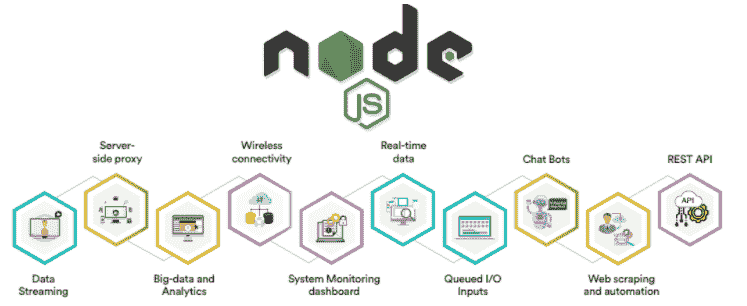 node
JS
Server-
side proxy
Wireless
connectivity
Real-time
data
Chat Bots
REST API
API
Data
Streaming
Big-data and
Analytics
System Monitoring
dashboard
Queued I/O
Inputs
Web scraping
and automation